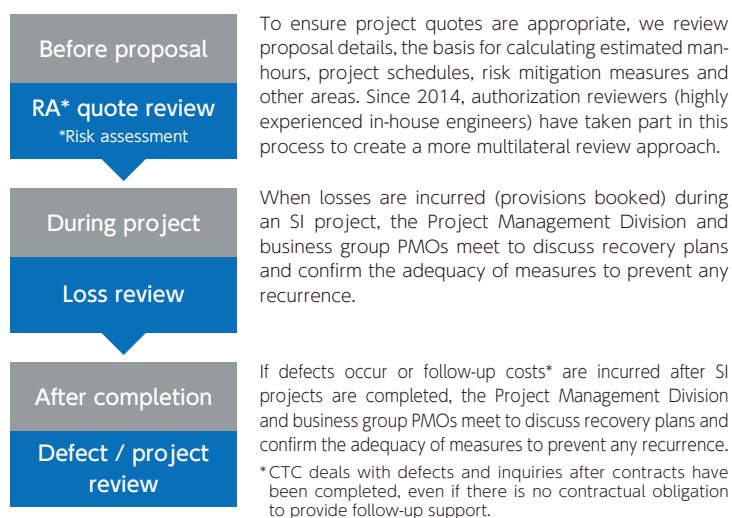 Before proposal
RA* quote review
*Risk assessment
To ensure project quotes are appropriate, we review
proposal details, the basis for calculating estimated man-
hours, project schedules, risk mitigation measures and
other areas. Since 2014, authorization reviewers (highly
experienced in-house engineers) have taken part in this
process to create a more multilateral review approach.
During project
Loss review
When losses are incurred (provisions booked) during
an SI project, the Project Management Division and
business group PMOs meet to discuss recovery plans
and confirm the adequacy of measures to prevent any
recurrence.
After completion
Defect / project
review
If defects occur or follow-up costs* are incurred after SI
projects are completed, the Project Management Division
and business group PMOs meet to discuss recovery plans and
confirm the adequacy of measures to prevent any recurrence.
*CTC deals with defects and inquiries after contracts have
been completed, even if there is no contractual obligation
to provide follow-up support.